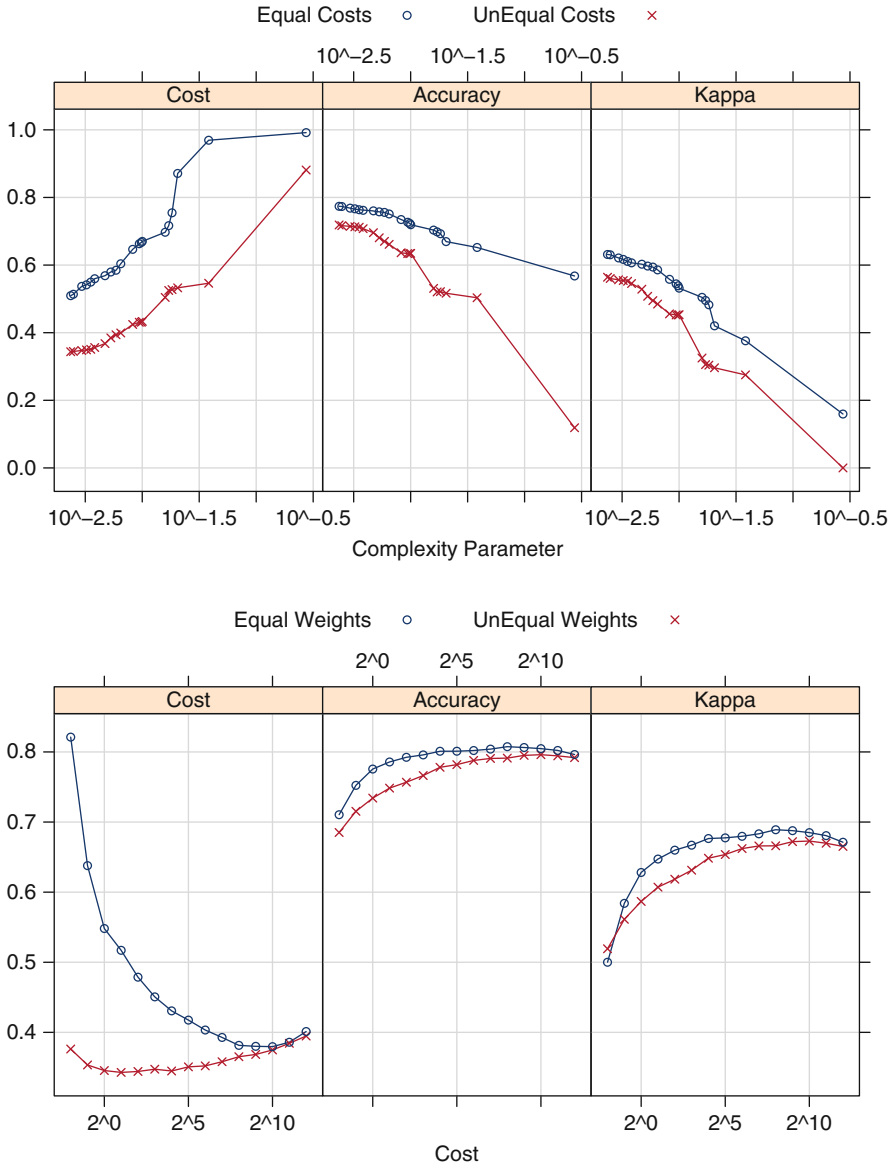 Equal Costs ○ UnEqual Costs ×
10^−2.5 10^−1.5 10^−0.5
Cost Accuracy Kappa
1.0
0.8
0.6
0.4
0.2
0.0
10^−2.5 10^−1.5 10^−0.5 10^−2.5 10^−1.5 10^−0.5
Complexity Parameter
Equal Weights ○ UnEqual Weights ×
2^0 2^5 2^10
Cost Accuracy Kappa
0.8
0.7
0.6
0.5
0.4
2^0 2^5 2^10 2^0 2^5 2^10
Cost